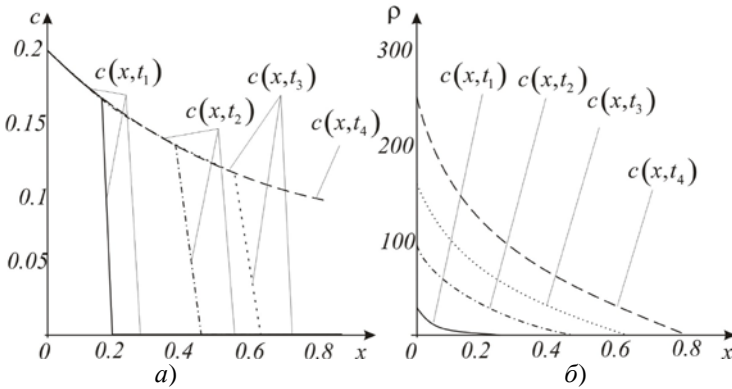 c
0.2
0.15
0.1
0.05
c(x,t₁)
c(x,t₂)
c(x,t₃)
c(x,t₄)
0
0.2
0.4
0.6
0.8
x
а)
ρ
300
200
100
c(x,t₁)
c(x,t₂)
c(x,t₃)
c(x,t₄)
0
0.2
0.4
0.6
0.8
x
б)